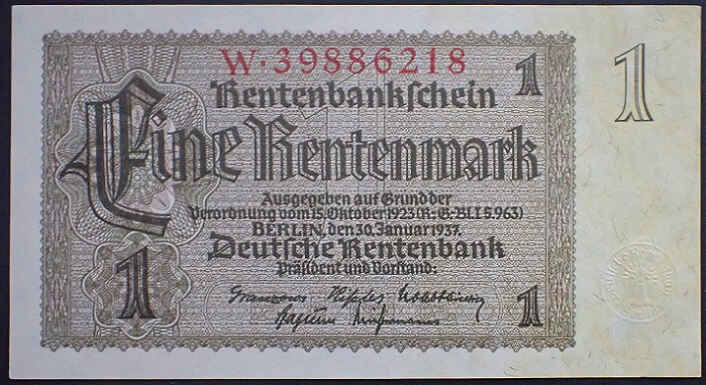 W·39886218
1
1
Rentenbankschein
Eine Rentenmark
Ausgegeben auf Grund der
Verordnung vom 15. Oktober 1923 (R.-G-Bl.I S.963)
BERLIN, den 30. Januar 1937.
Deutsche Rentenbank
Präsident und Vorstand:
1
1